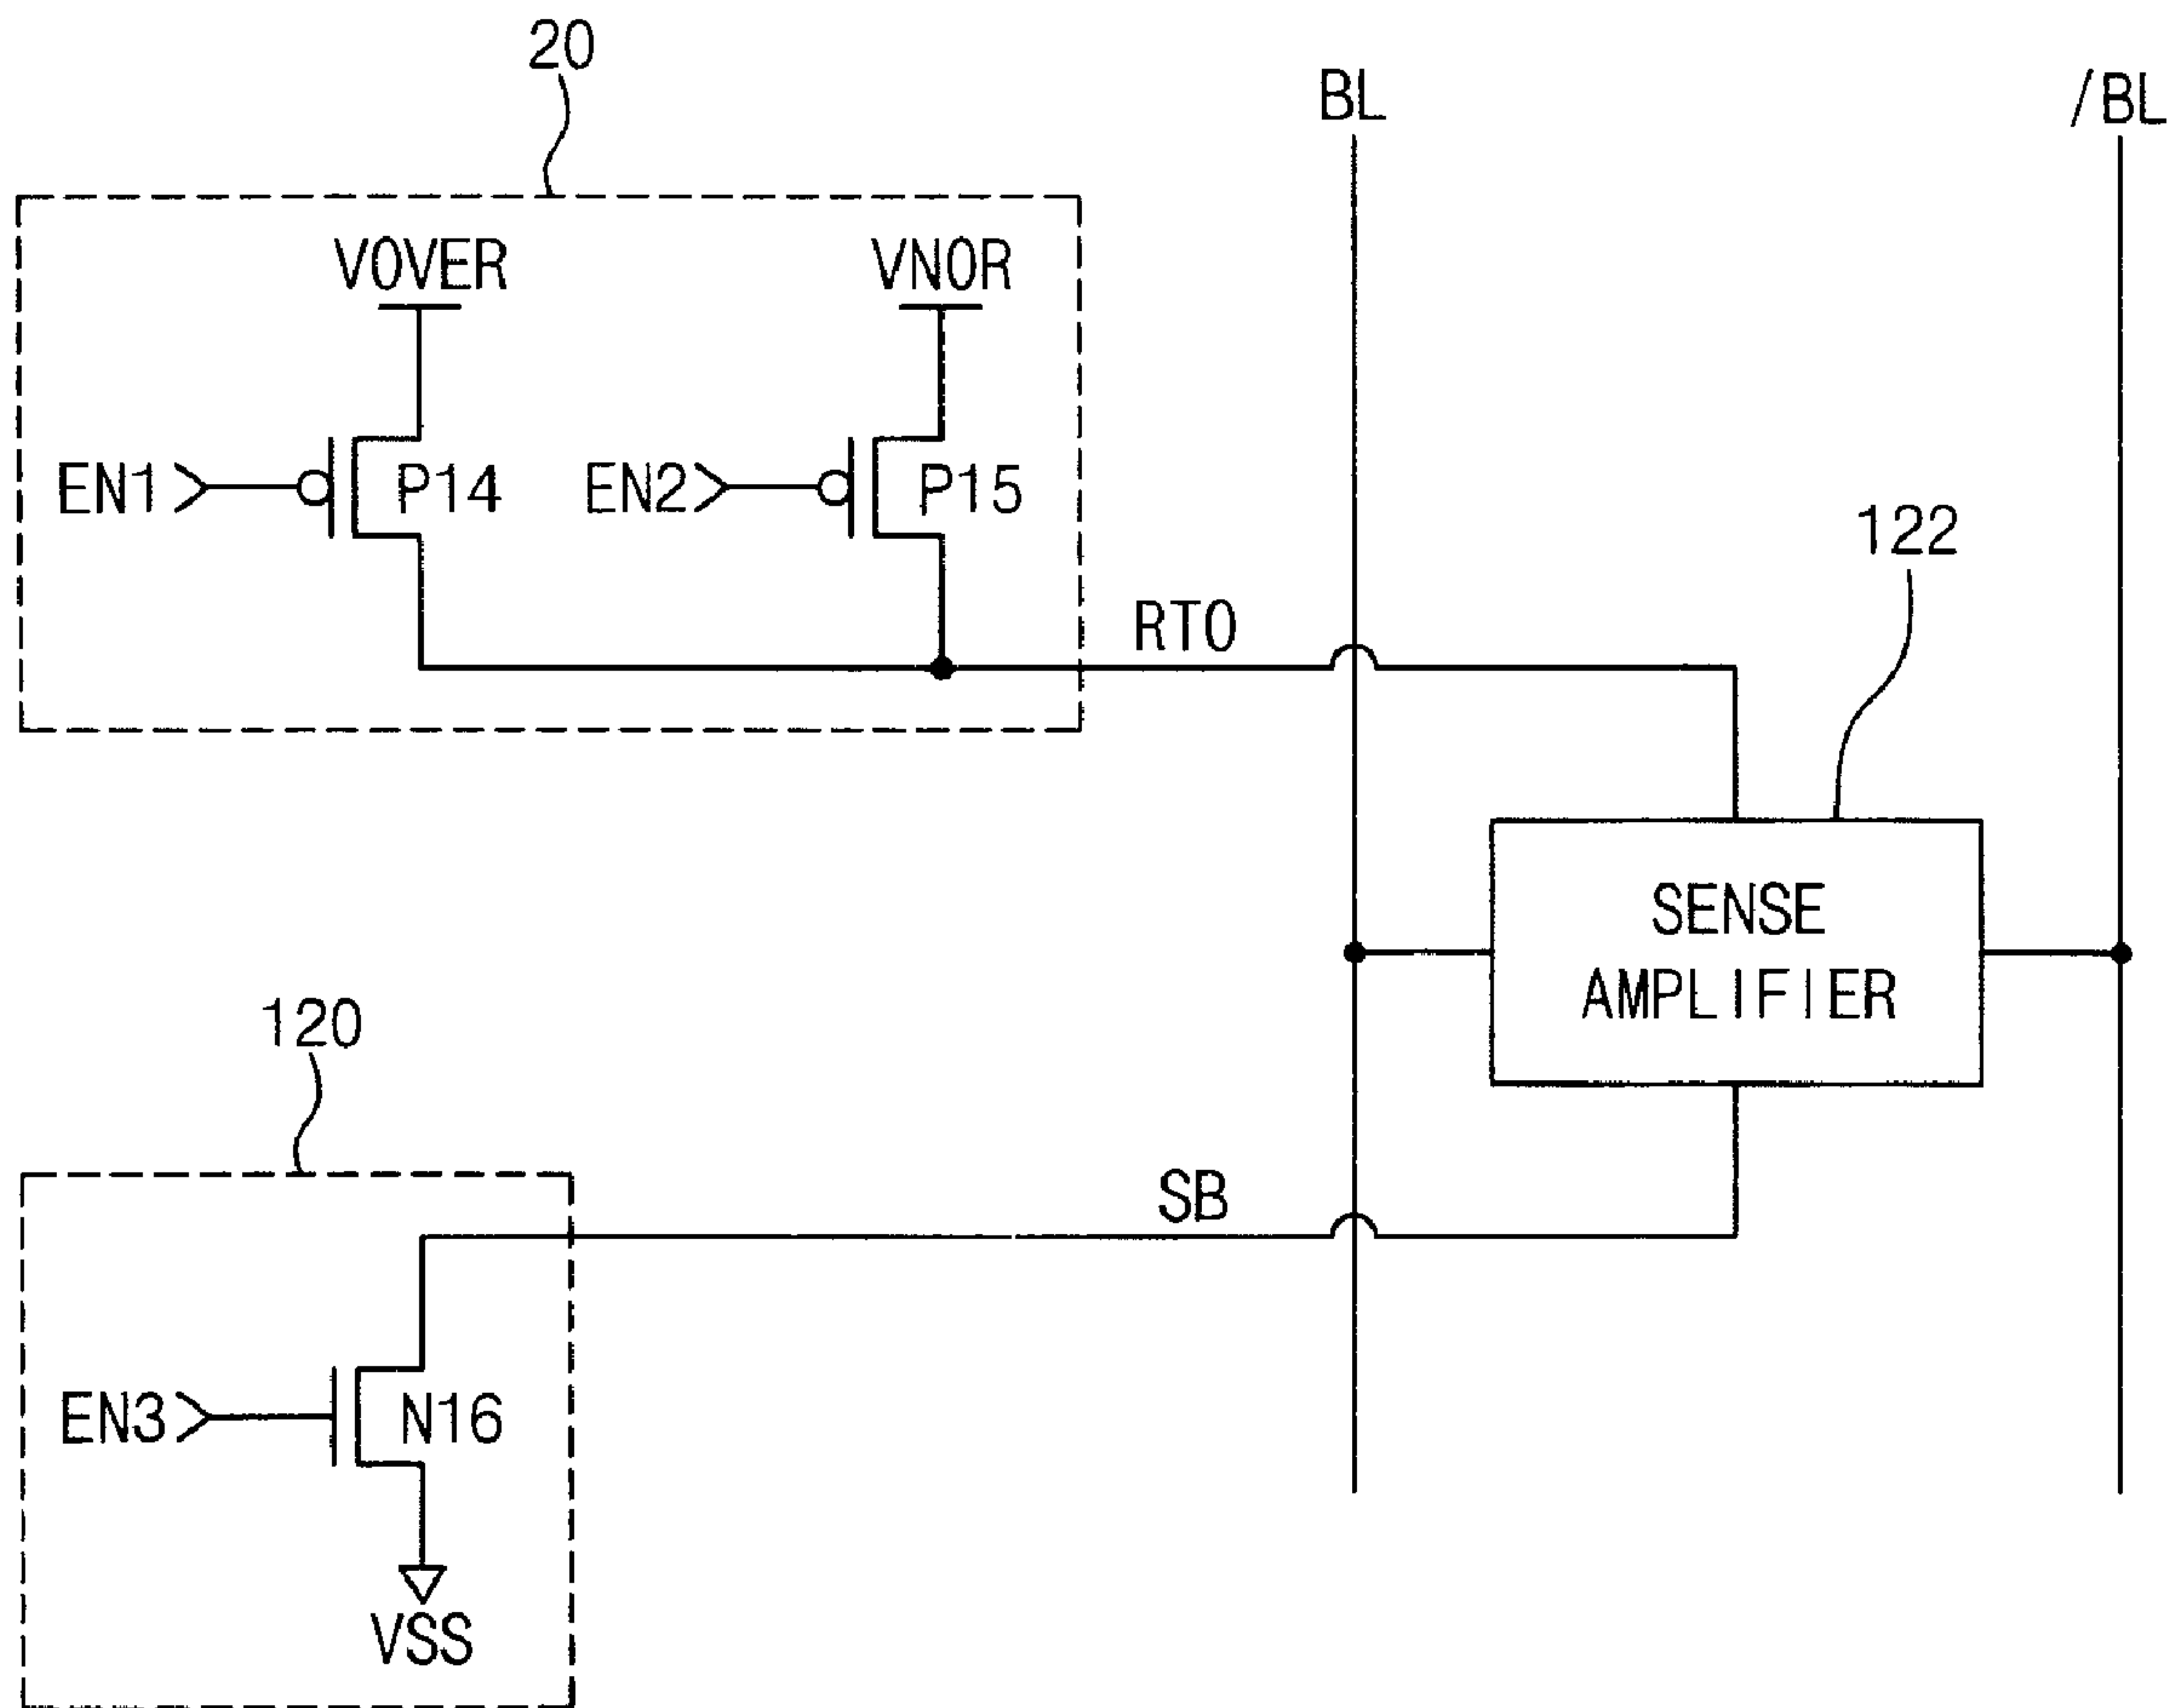 20
BL
/BL
VOVER
VNOR
EN1
P14
EN2
P15
122
RTO
SENSE
AMPLIFIER
120
SB
EN3
N16
VSS